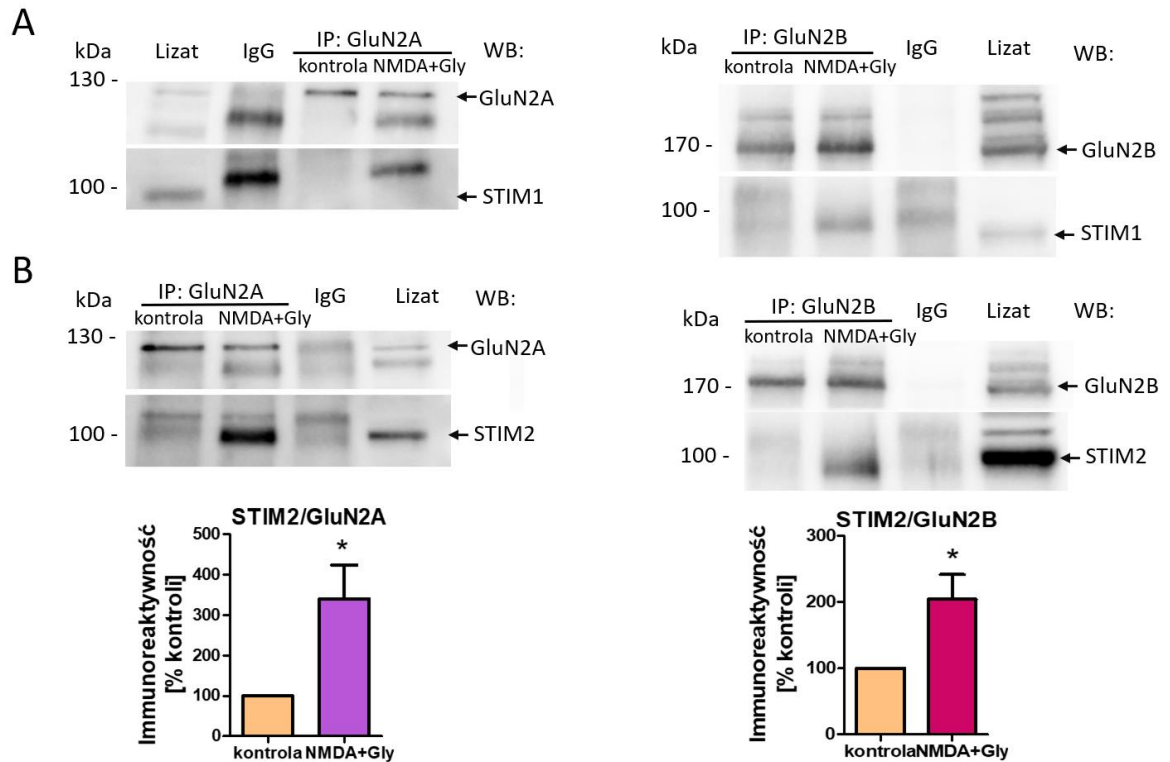 A
kDa Lizat IgG IP: GluN2A WB:
kontrola NMDA+Gly
130 -
GluN2A
100 -
STIM1
IP: GluN2B IgG Lizat WB:
kontrola NMDA+Gly
kDa
170 -
GluN2B
100 -
STIM1
B
kDa IP: GluN2A IgG Lizat WB:
kontrola NMDA+Gly
130 -
GluN2A
100 -
STIM2
kDa IP: GluN2B IgG Lizat WB:
kontrola NMDA+Gly
170 -
GluN2B
100 -
STIM2
STIM2/GluN2A
Immunoreaktywność
[% kontroli]
500
400
300
200
100
0
*
kontrola NMDA+Gly
STIM2/GluN2B
Immunoreaktywność
[% kontroli]
300
200
100
0
*
kontrola NMDA+Gly